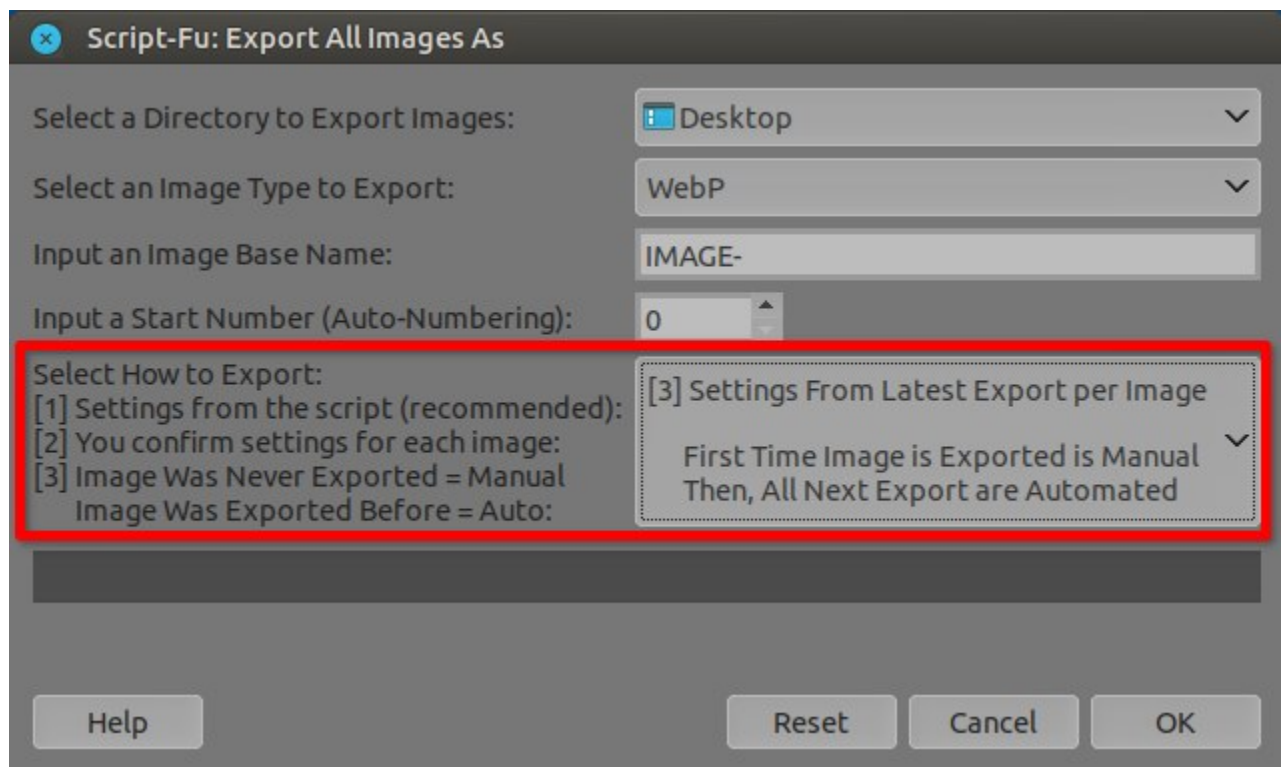 Script-Fu: Export All Images As
Select a Directory to Export Images:
Desktop
Select an Image Type to Export:
WebP
Input an Image Base Name:
IMAGE-
Input a Start Number (Auto-Numbering):
0
Select How to Export:
[1] Settings from the script (recommended):
[2] You confirm settings for each image:
[3] Image Was Never Exported = Manual
Image Was Exported Before = Auto:
[3] Settings From Latest Export per Image
First Time Image is Exported is Manual
Then, All Next Export are Automated
Help
Reset
Cancel
OK